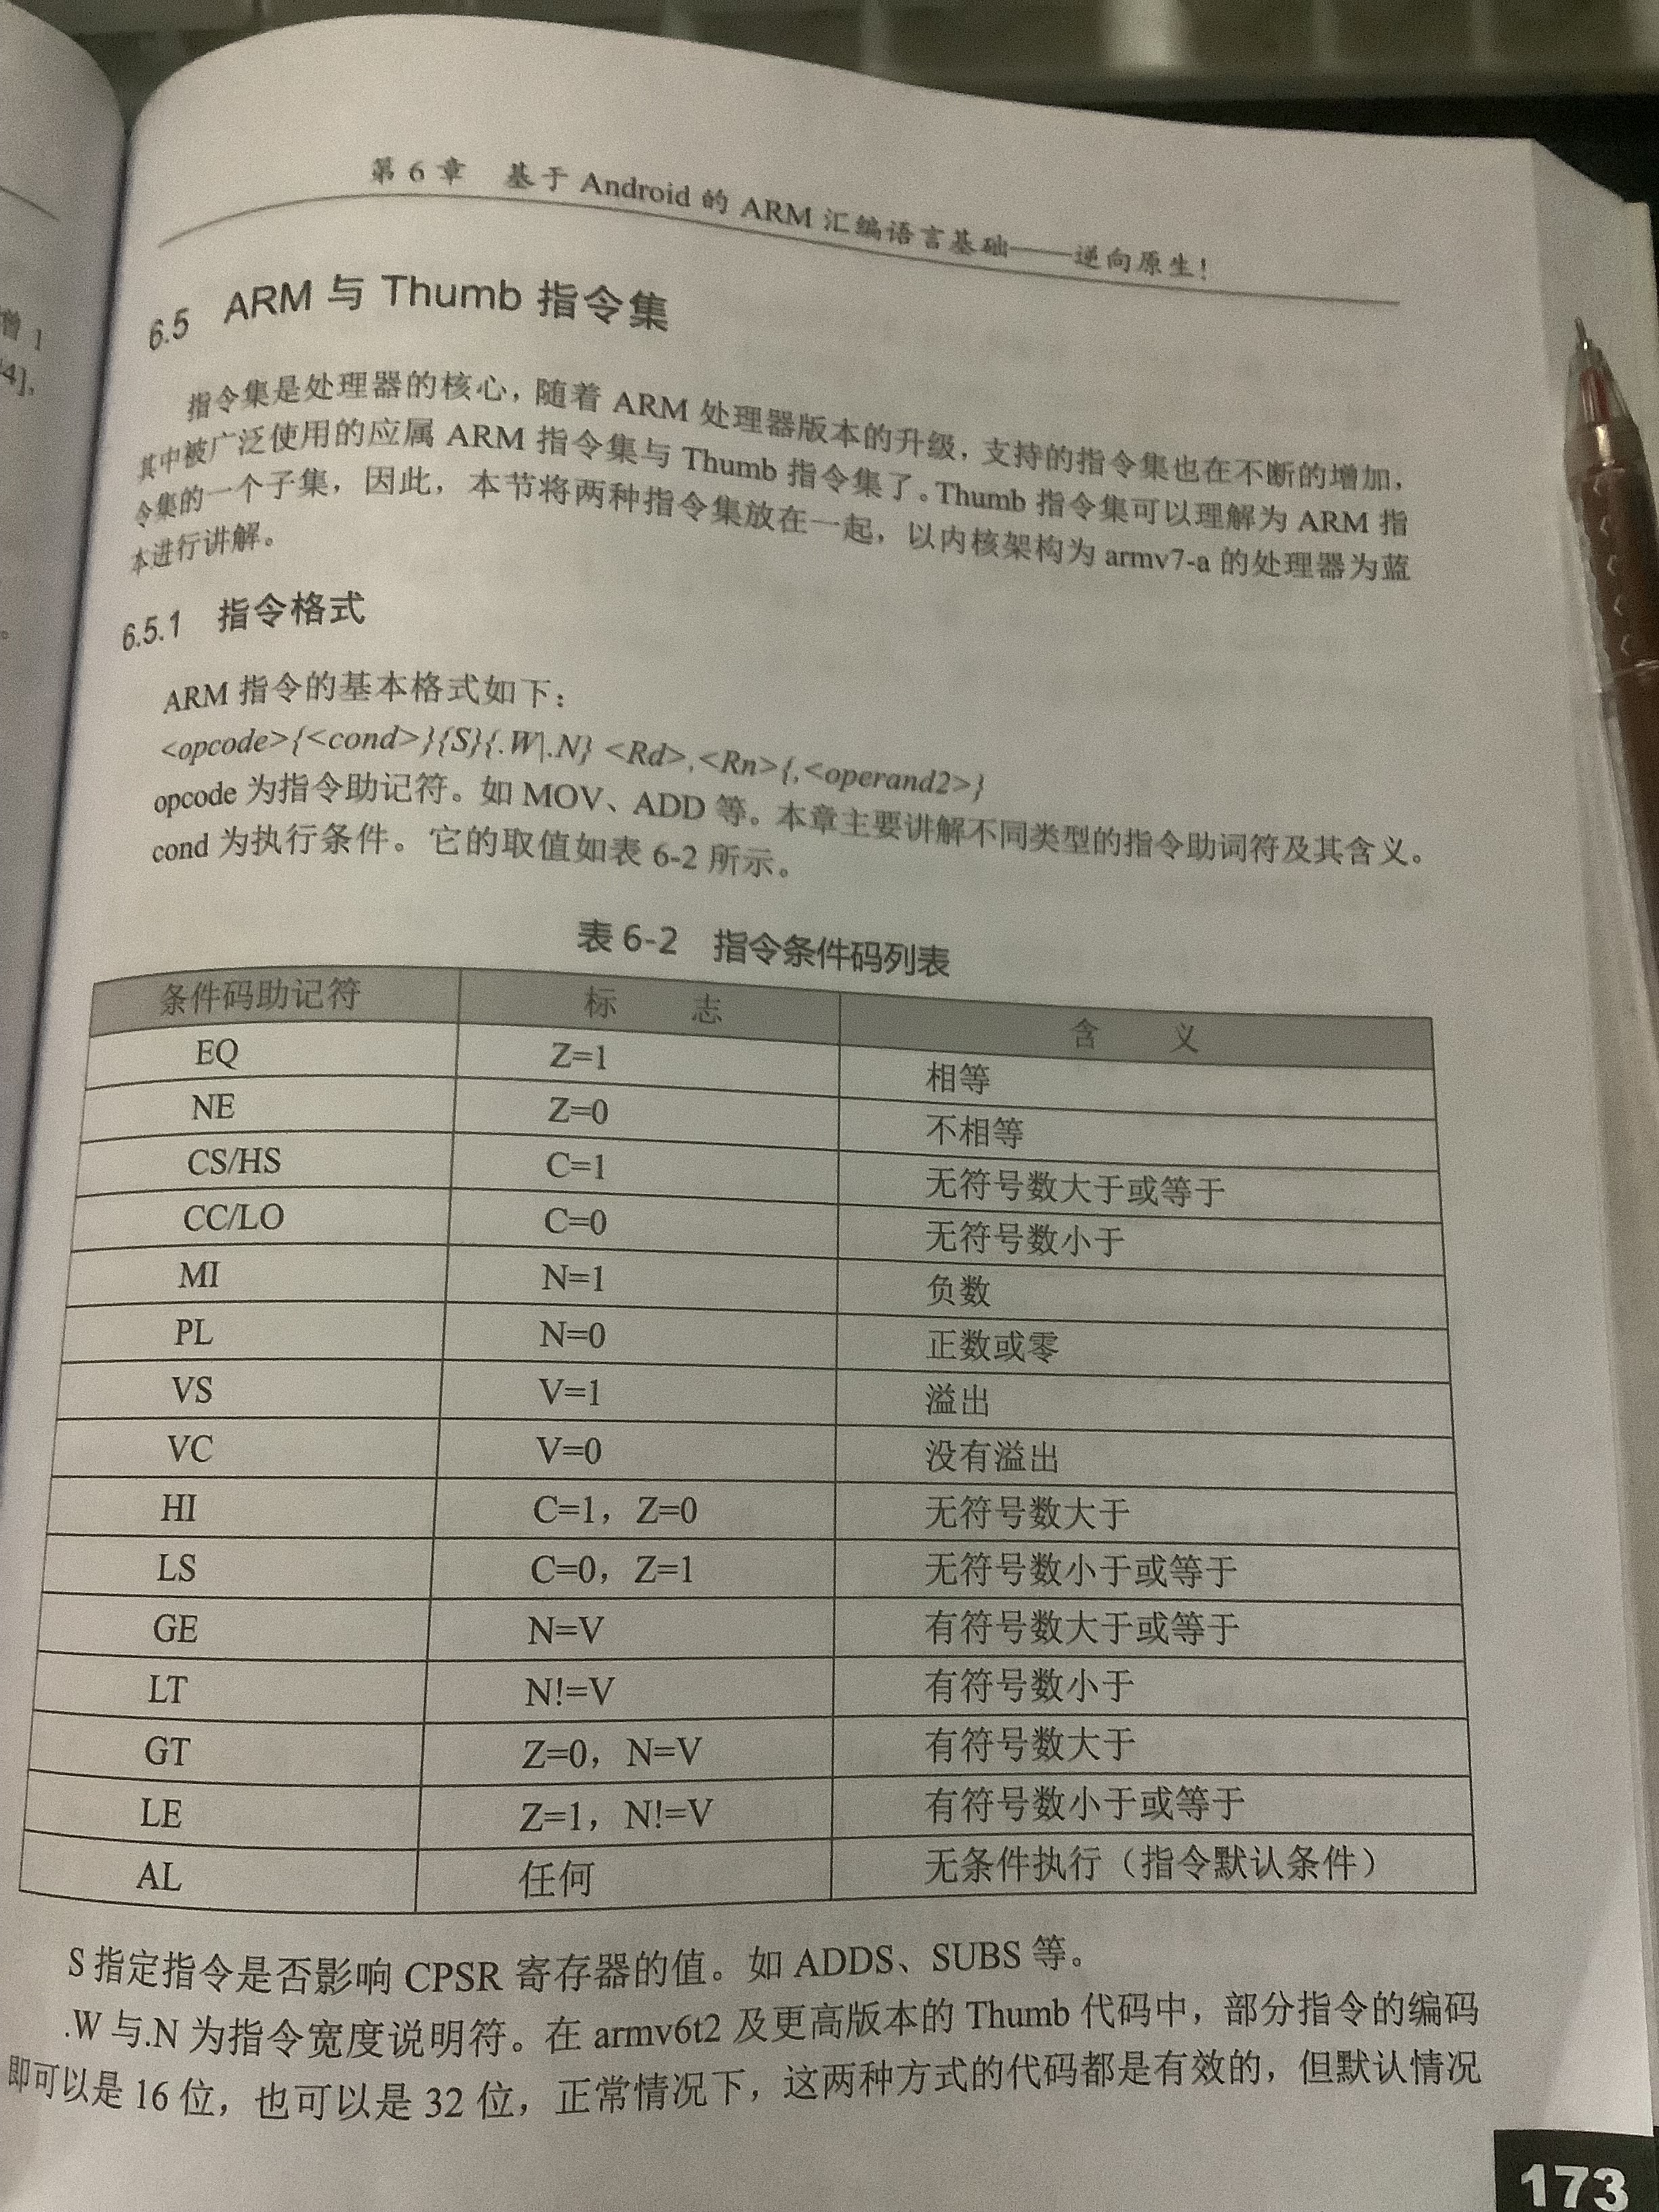 第 6 章 基于 Android 的 ARM 汇编语言基础——逆向原生!
6.5 ARM 与 Thumb 指令集
指令集是处理器的核心，随着 ARM 处理器版本的升级，支持的指令集也在不断的增加，
其中被广泛使用的应属 ARM 指令集与 Thumb 指令集了。Thumb 指令集可以理解为 ARM 指
令集的一个子集，因此，本节将两种指令集放在一起，以内核架构为 armv7-a 的处理器为蓝
本进行讲解。
6.5.1 指令格式
ARM 指令的基本格式如下：
<opcode>{<cond>}{S}{.W|.N} <Rd>,<Rn>{,<operand2>}
opcode 为指令助记符。如 MOV、ADD 等。本章主要讲解不同类型的指令助词符及其含义。
cond 为执行条件。它的取值如表 6-2 所示。
表 6-2 指令条件码列表
条件码助记符 标 志 含 义
EQ Z=1 相等
NE Z=0 不相等
CS/HS C=1 无符号数大于或等于
CC/LO C=0 无符号数小于
MI N=1 负数
PL N=0 正数或零
VS V=1 溢出
VC V=0 没有溢出
HI C=1，Z=0 无符号数大于
LS C=0，Z=1 无符号数小于或等于
GE N=V 有符号数大于或等于
LT N!=V 有符号数小于
GT Z=0，N=V 有符号数大于
LE Z=1，N!=V 有符号数小于或等于
AL 任何 无条件执行（指令默认条件）
S 指定指令是否影响 CPSR 寄存器的值。如 ADDS、SUBS 等。
.W 与.N 为指令宽度说明符。在 armv6t2 及更高版本的 Thumb 代码中，部分指令的编码
即可以是 16 位，也可以是 32 位，正常情况下，这两种方式的代码都是有效的，但默认情况
173